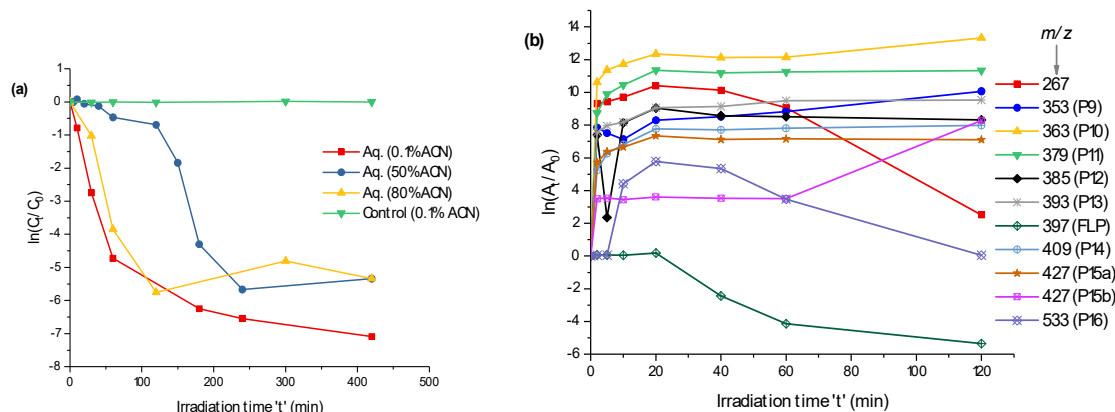 (a)
1
0
-1
-2
-3
-4
-5
-6
-7
-8
0
100
200
300
400
500
ln(Cₜ/ C₀)
Irradiation time 't' (min)
Aq. (0.1%ACN)
Aq. (50%ACN)
Aq. (80%ACN)
Control (0.1% ACN)
(b)
14
12
10
8
6
4
2
0
-2
-4
-6
0
20
40
60
80
100
120
ln(Aₜ/ A₀)
Irradiation time 't' (min)
m/z
267
353 (P9)
363 (P10)
379 (P11)
385 (P12)
393 (P13)
397 (FLP)
409 (P14)
427 (P15a)
427 (P15b)
533 (P16)